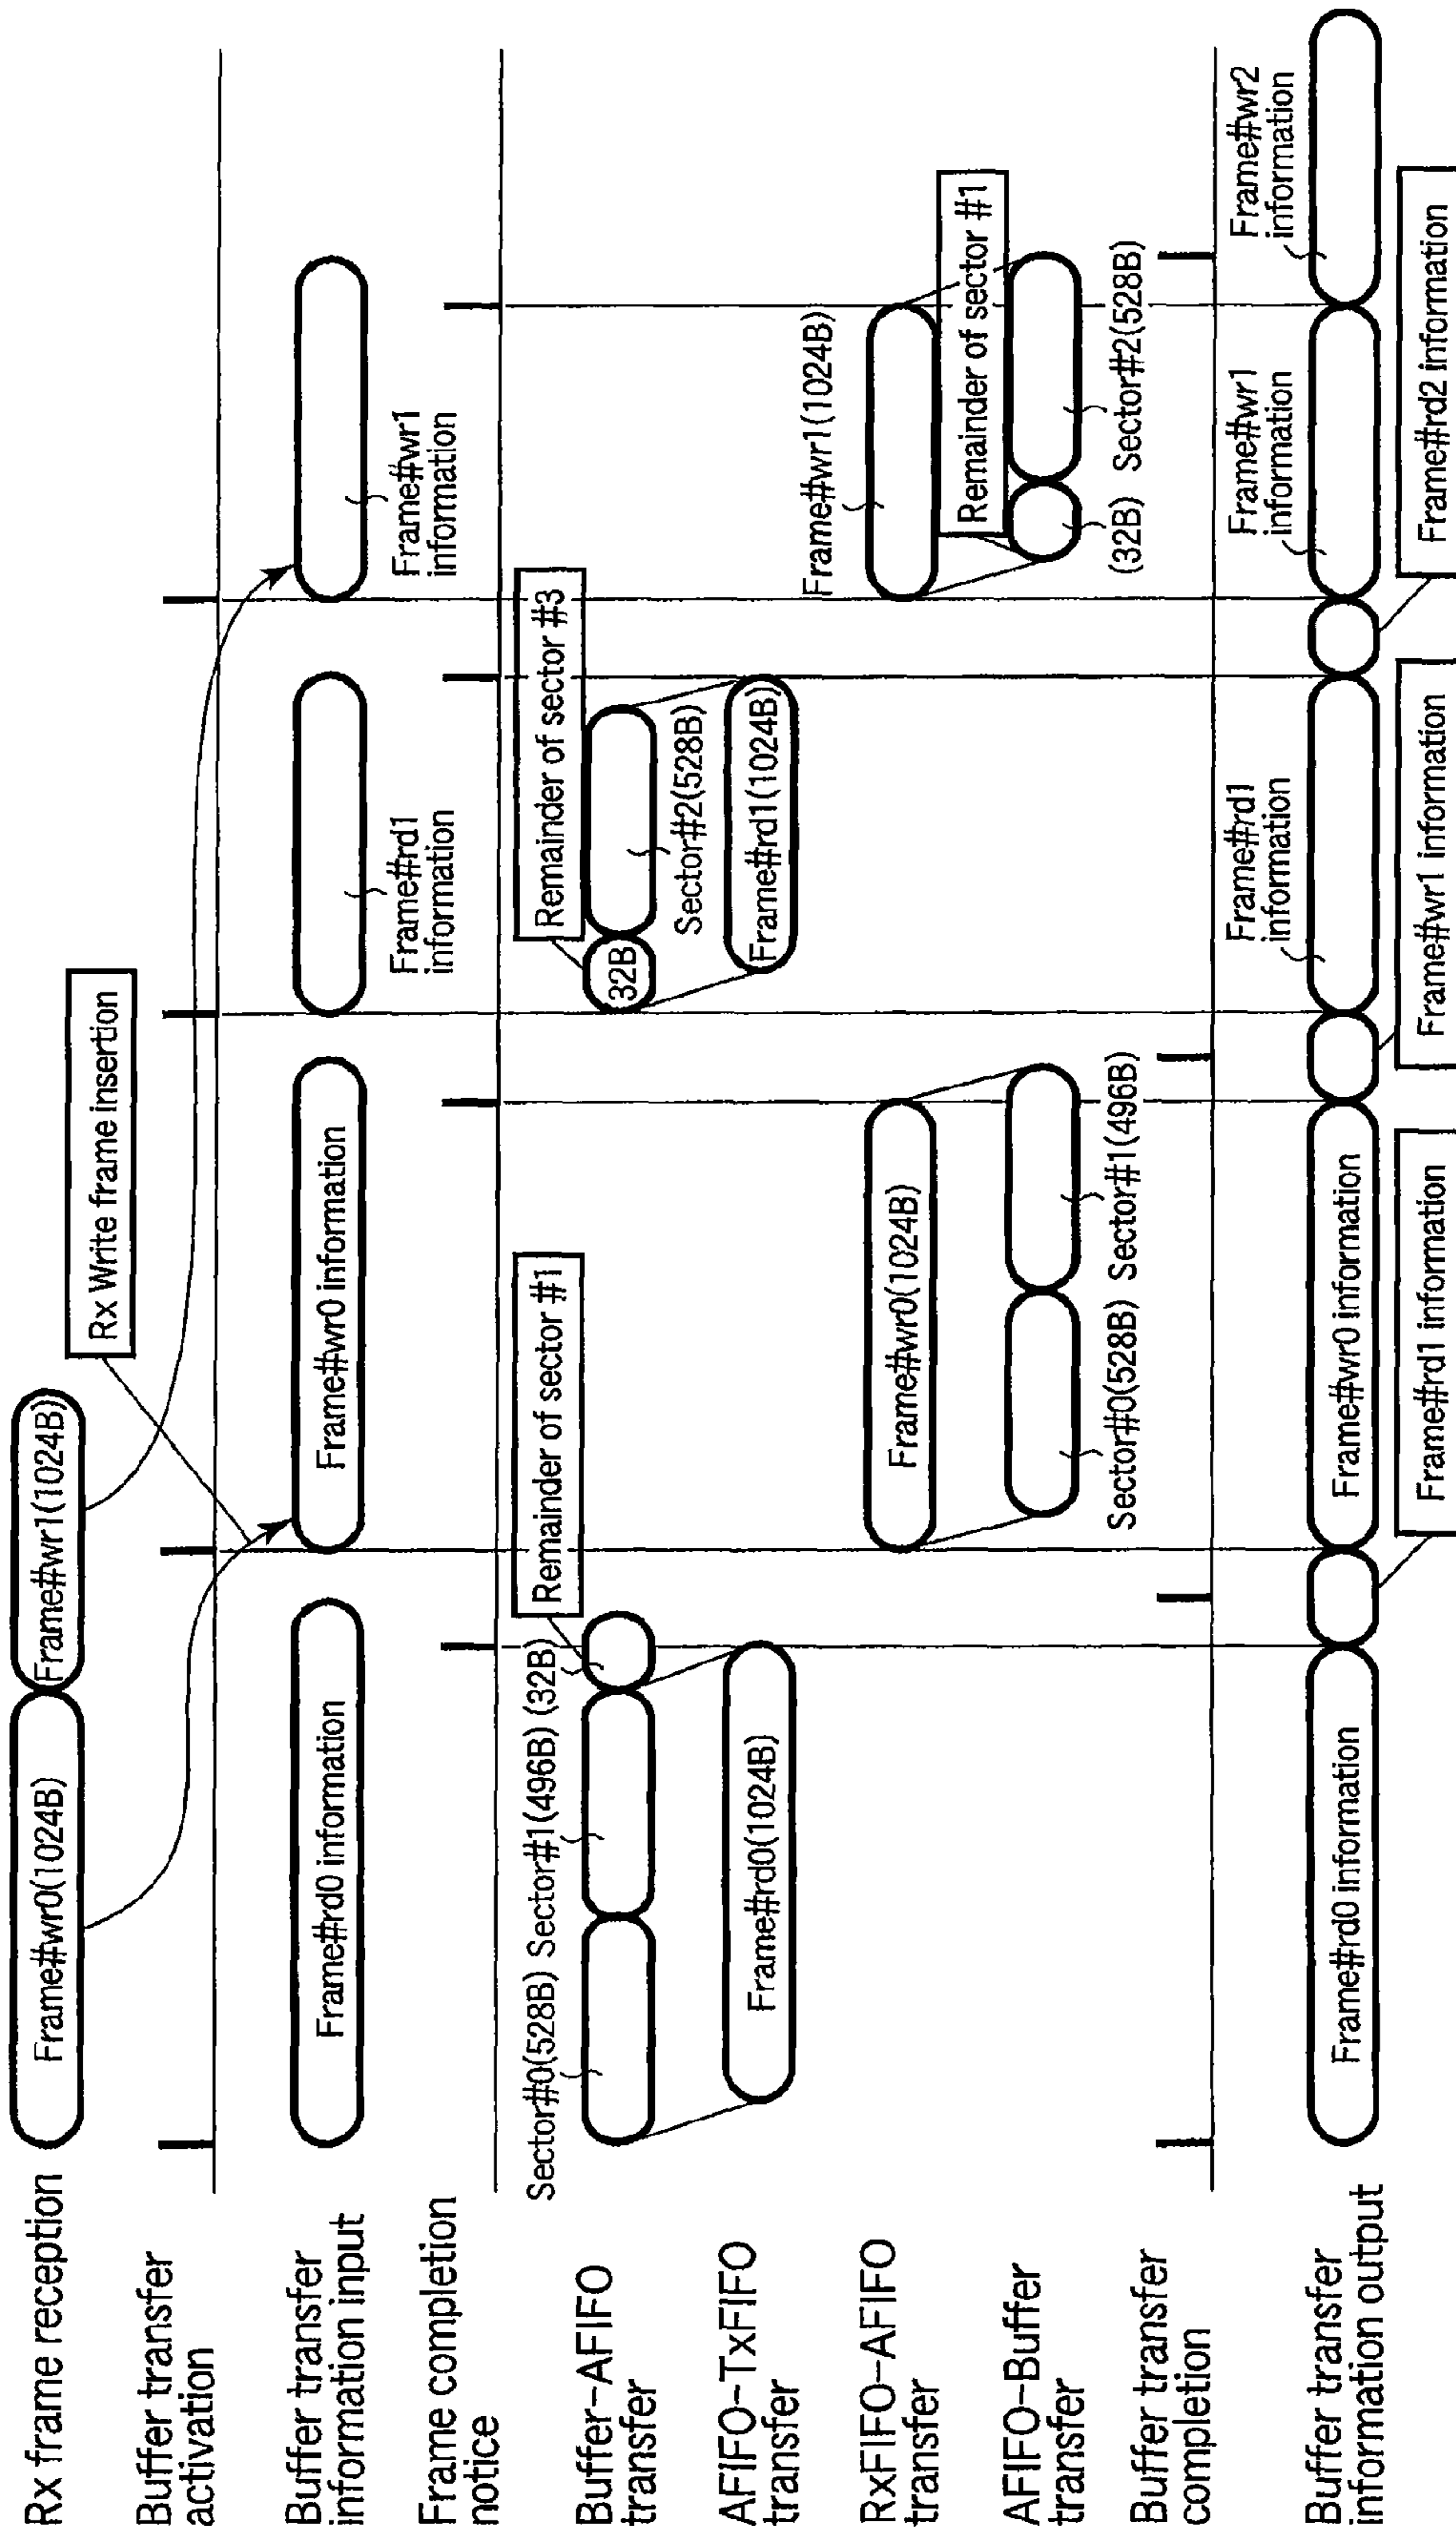 Rx frame reception
Frame#wr0(1024B)
Frame#wr1(1024B)
Rx Write frame insertion
Buffer transfer
activation
Buffer transfer
information input
Frame#rd0 information
Frame#wr0 information
Frame#rd1
information
Frame#wr1
information
Frame completion
notice
Remainder of sector #1
Remainder of sector #3
Buffer-AFIFO
transfer
Sector#0(528B) Sector#1(496B) (32B)
32B
Sector#2(528B)
AFIFO-TxFIFO
transfer
Frame#rd0(1024B)
Frame#rd1(1024B)
RxFIFO-AFIFO
transfer
Frame#wr0(1024B)
Frame#wr1(1024B)
Remainder of sector #1
AFIFO-Buffer
transfer
Sector#0(528B) Sector#1(496B)
(32B) Sector#2(528B)
Buffer transfer
completion
Buffer transfer
information output
Frame#rd0 information
Frame#wr0 information
Frame#rd1
information
Frame#wr1
information
Frame#wr2
information
Frame#rd1 information
Frame#wr1 information
Frame#rd2 information